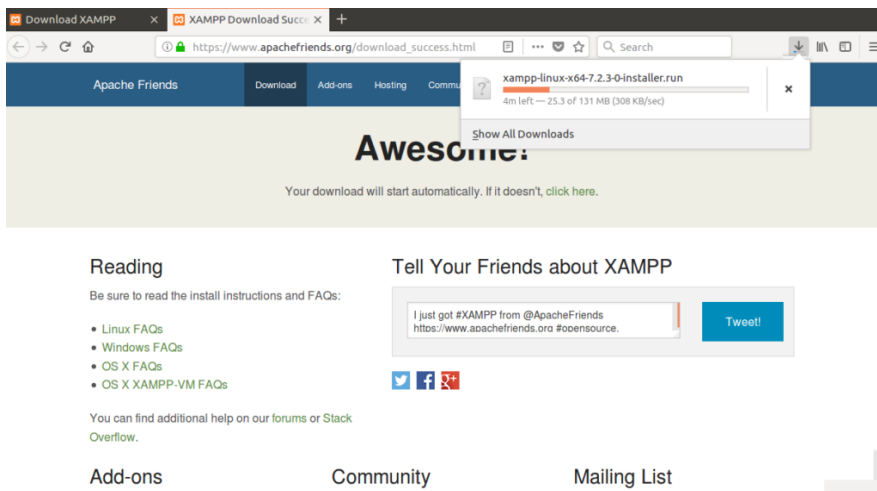 Download XAMPP
XAMPP Download Succe
https://www.apachefriends.org/download_success.html
Search
xampp-linux-x64-7.2.3-0-installer.run
4m left — 25.3 of 131 MB (308 KB/sec)
Show All Downloads
Apache Friends
Download
Add-ons
Hosting
Commu
Awesome!
Your download will start automatically. If it doesn't, click here.
Reading
Be sure to read the install instructions and FAQs:
• Linux FAQs
• Windows FAQs
• OS X FAQs
• OS X XAMPP-VM FAQs
You can find additional help on our forums or Stack
Overflow.
Tell Your Friends about XAMPP
I just got #XAMPP from @ApacheFriends
https://www.apachefriends.org #opensource.
Tweet!
Add-ons
Community
Mailing List